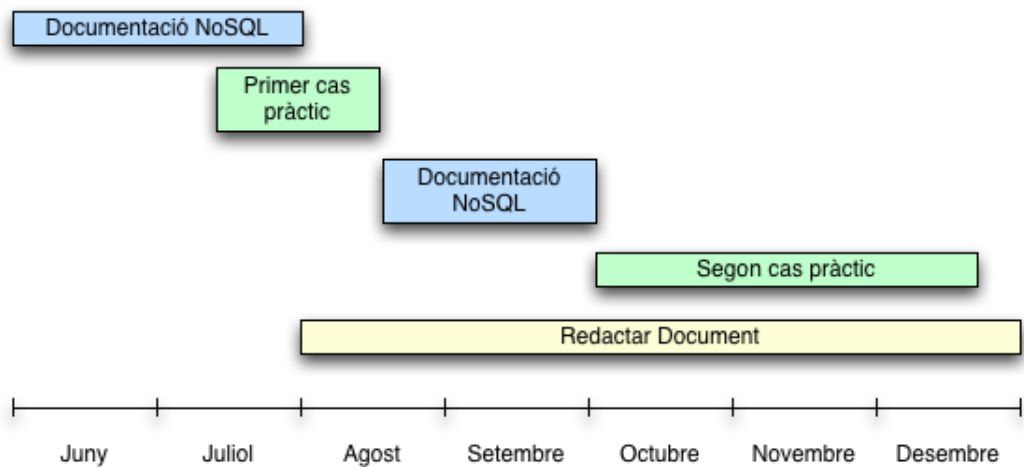 Documentació NoSQL
Primer cas
pràctic
Documentació
NoSQL
Segon cas pràctic
Redactar Document
Juny Juliol Agost Setembre Octubre Novembre Desembre